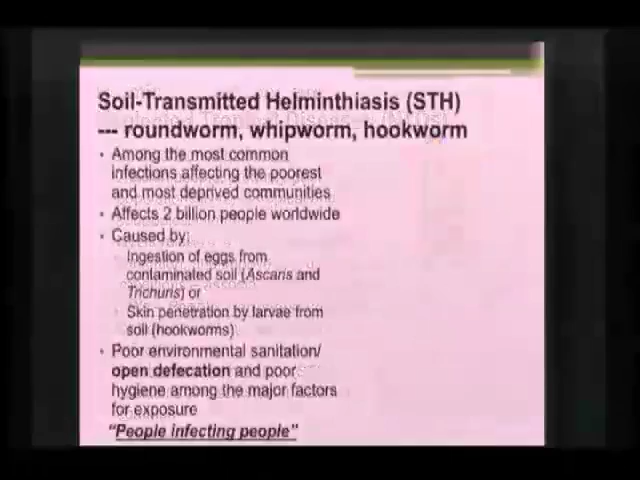 Soil-Transmitted Helminthiasis (STH)
--- roundworm, whipworm, hookworm
• Among the most common
infections affecting the poorest
and most deprived communities
• Affects 2 billion people worldwide
• Caused by:
Ingestion of eggs from
contaminated soil (Ascaris and
Trichuris) or
Skin penetration by larvae from
soil (hookworms)
• Poor environmental sanitation/
open defecation and poor
hygiene among the major factors
for exposure
"People infecting people"